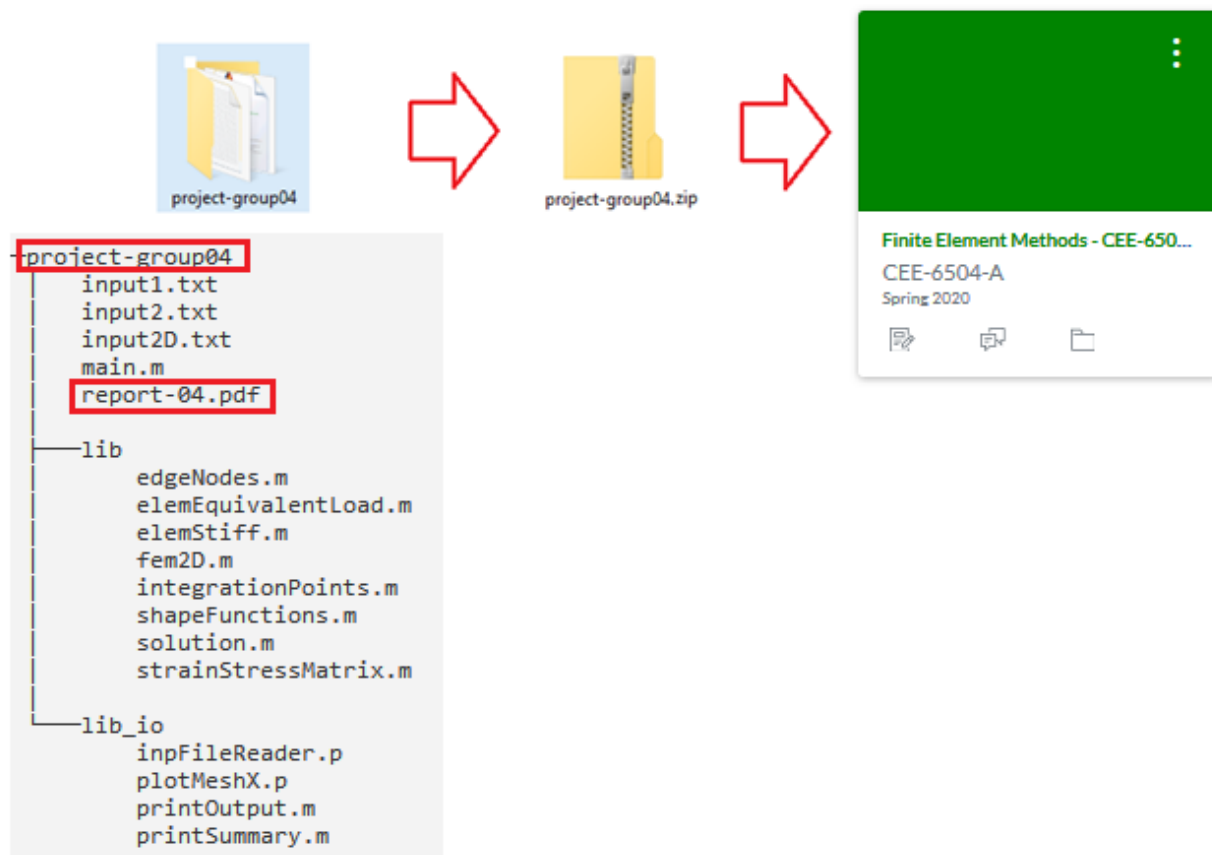 project-group04
project-group04.zip
Finite Element Methods - CEE-650...
CEE-6504-A
Spring 2020
project-group04
input1.txt
input2.txt
input2D.txt
main.m
report-04.pdf
lib
edgeNodes.m
elemEquivalentLoad.m
elemStiff.m
fem2D.m
integrationPoints.m
shapeFunctions.m
solution.m
strainStressMatrix.m
lib_io
inpFileReader.p
plotMeshX.p
printOutput.m
printSummary.m